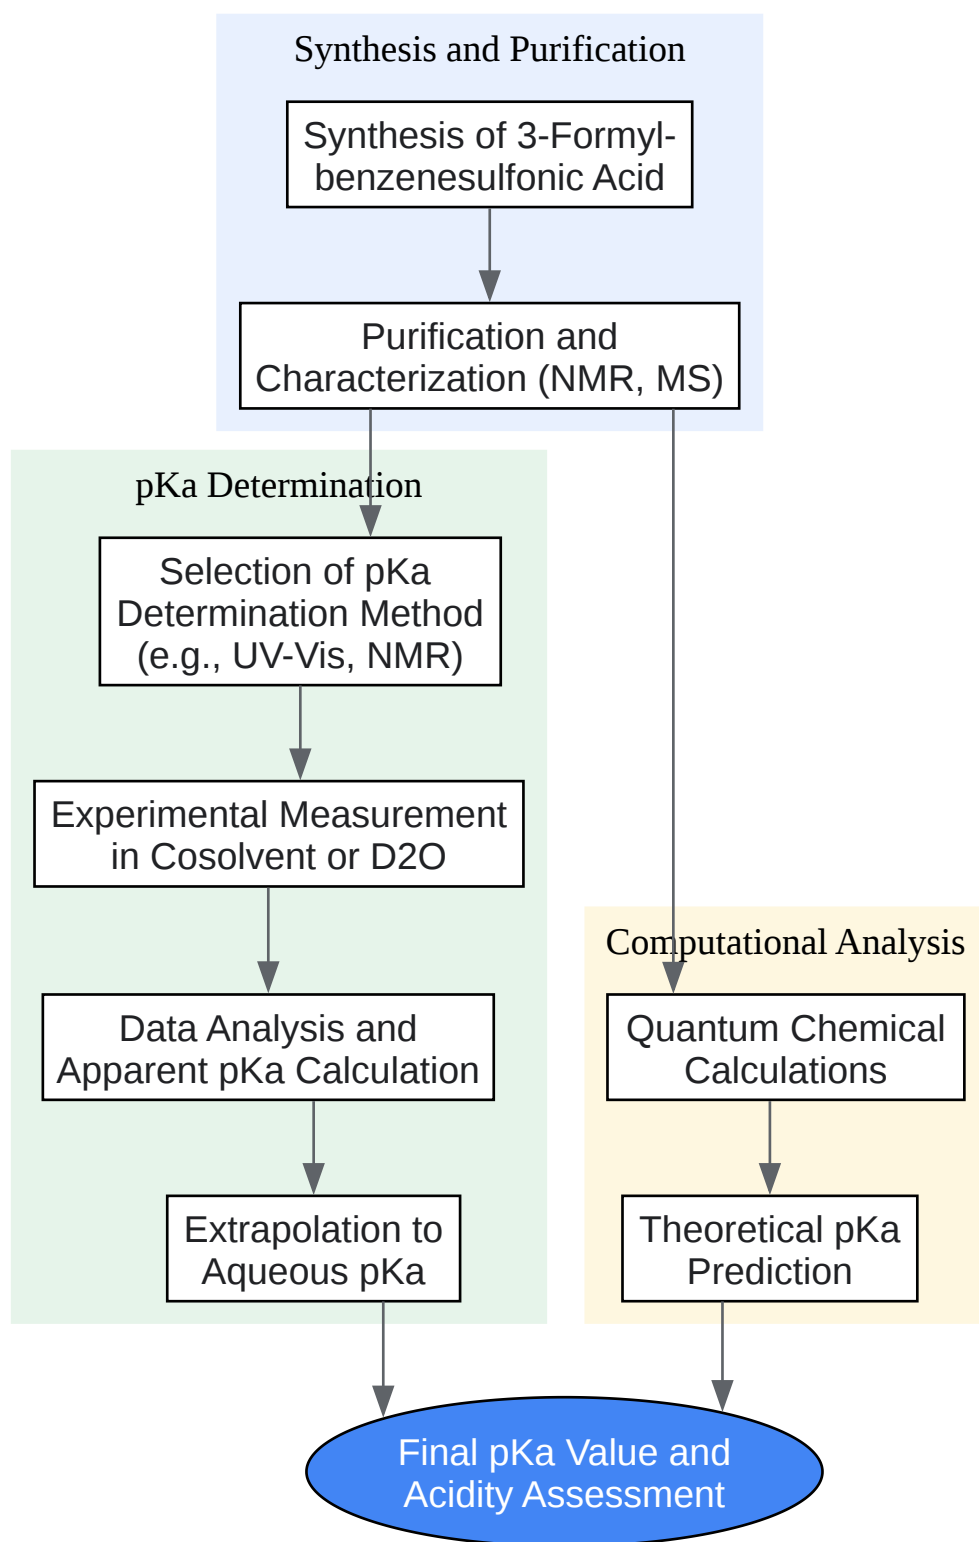 Synthesis and Purification
Synthesis of 3-Formyl-
benzenesulfonic Acid
Purification and
Characterization (NMR, MS)
pKa Determination
Selection of pKa
Determination Method
(e.g., UV-Vis, NMR)
Experimental Measurement
in Cosolvent or D2O
Data Analysis and
Apparent pKa Calculation
Extrapolation to
Aqueous pKa
Computational Analysis
Quantum Chemical
Calculations
Theoretical pKa
Prediction
Final pKa Value and
Acidity Assessment